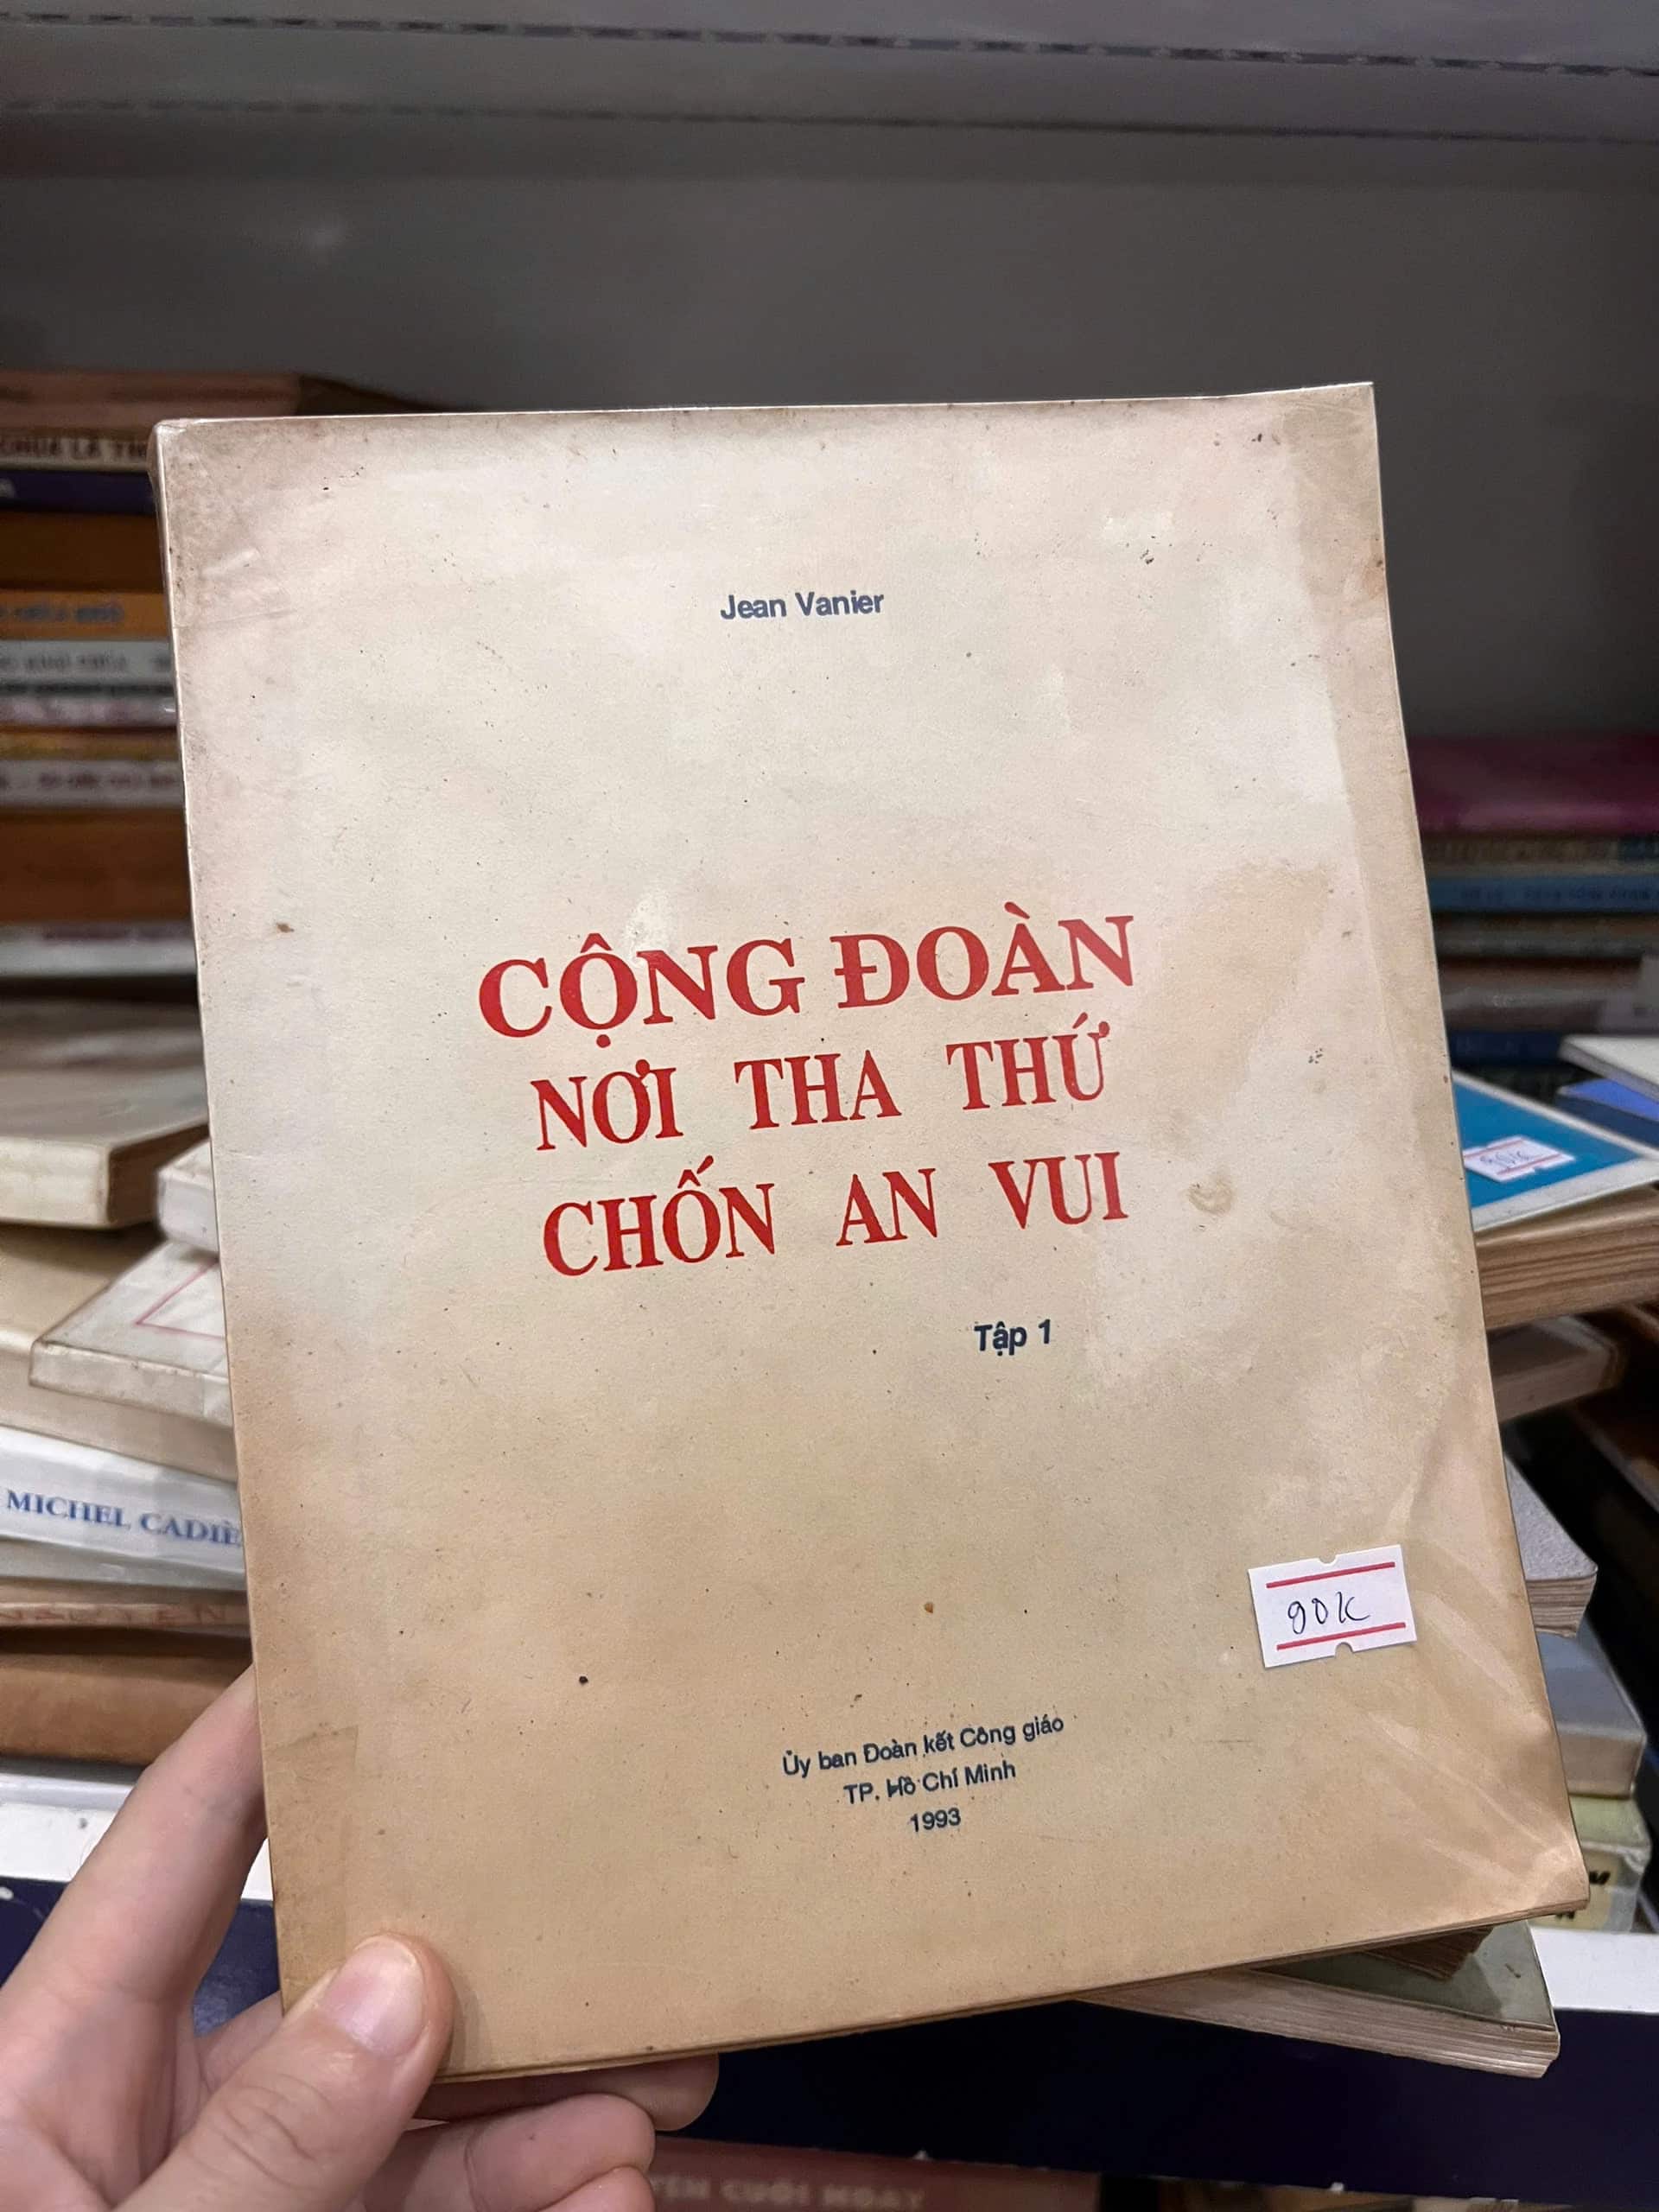 Jean Vanier
CỘNG ĐOÀN
NƠI THA THỨ
CHỐN AN VUI
Tập 1
90K
Ủy ban Đoàn kết Công giáo
TP. Hồ Chí Minh
1993
MICHEL CADIÈ